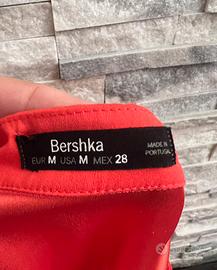 Bershka
EUR M USA M MEX 28
MADE IN
PORTUGAL